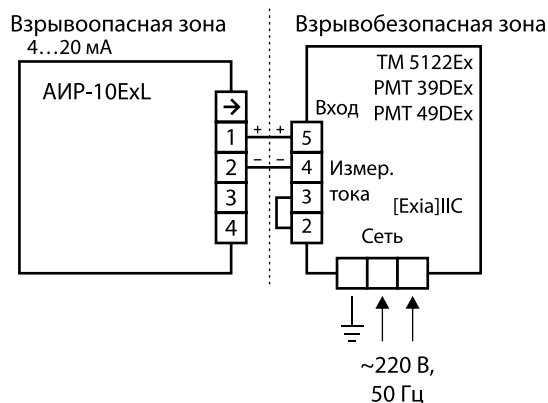 Взрывоопасная зона
Взрывобезопасная зона
4...20 мА
АИР-10ExL
→
1
2
3
4
+ +
– –
TM 5122Ex
РМТ 39DEx
РМТ 49DEx
Вход
5
4
3
2
Измер.
тока
[Exia]IIC
Сеть
~220 В,
50 Гц